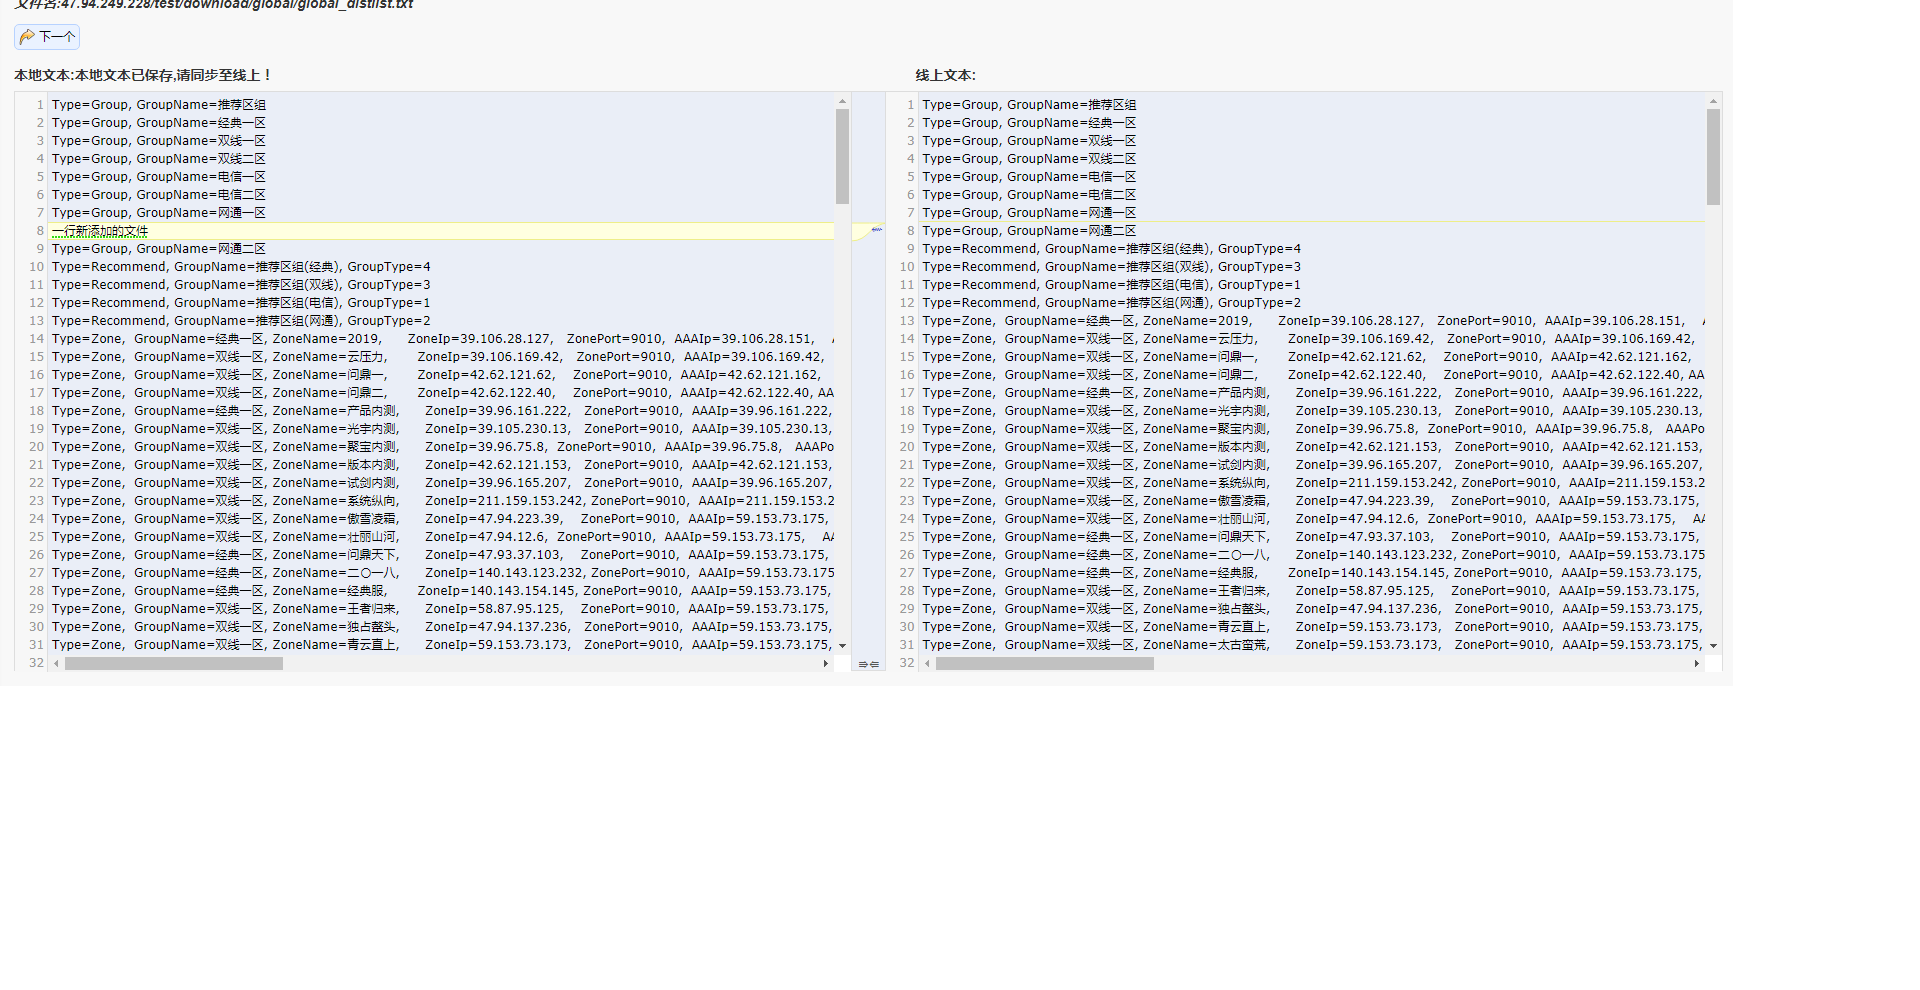 文件名:47.94.249.228/test/download/global/global_distlist.txt
下一个
本地文本:本地文本已保存,请同步至线上！
1 Type=Group, GroupName=推荐区组
2 Type=Group, GroupName=经典一区
3 Type=Group, GroupName=双线一区
4 Type=Group, GroupName=双线二区
5 Type=Group, GroupName=电信一区
6 Type=Group, GroupName=电信二区
7 Type=Group, GroupName=网通一区
8 一行新添加的文件
9 Type=Group, GroupName=网通二区
10 Type=Recommend, GroupName=推荐区组(经典), GroupType=4
11 Type=Recommend, GroupName=推荐区组(双线), GroupType=3
12 Type=Recommend, GroupName=推荐区组(电信), GroupType=1
13 Type=Recommend, GroupName=推荐区组(网通), GroupType=2
14 Type=Zone, GroupName=经典一区, ZoneName=2019, ZoneIp=39.106.28.127, ZonePort=9010, AAAIp=39.106.28.151,
15 Type=Zone, GroupName=双线一区, ZoneName=云压力, ZoneIp=39.106.169.42, ZonePort=9010, AAAIp=39.106.169.42,
16 Type=Zone, GroupName=双线一区, ZoneName=问鼎一, ZoneIp=42.62.121.62, ZonePort=9010, AAAIp=42.62.121.162,
17 Type=Zone, GroupName=双线一区, ZoneName=问鼎二, ZoneIp=42.62.122.40, ZonePort=9010, AAAIp=42.62.122.40, AA
18 Type=Zone, GroupName=经典一区, ZoneName=产品内测, ZoneIp=39.96.161.222, ZonePort=9010, AAAIp=39.96.161.222,
19 Type=Zone, GroupName=双线一区, ZoneName=光宇内测, ZoneIp=39.105.230.13, ZonePort=9010, AAAIp=39.105.230.13,
20 Type=Zone, GroupName=双线一区, ZoneName=聚宝内测, ZoneIp=39.96.75.8, ZonePort=9010, AAAIp=39.96.75.8, AAAPo
21 Type=Zone, GroupName=双线一区, ZoneName=版本内测, ZoneIp=42.62.121.153, ZonePort=9010, AAAIp=42.62.121.153,
22 Type=Zone, GroupName=双线一区, ZoneName=试剑内测, ZoneIp=39.96.165.207, ZonePort=9010, AAAIp=39.96.165.207,
23 Type=Zone, GroupName=双线一区, ZoneName=系统纵向, ZoneIp=211.159.153.242, ZonePort=9010, AAAIp=211.159.153.2
24 Type=Zone, GroupName=双线一区, ZoneName=傲雪凌霜, ZoneIp=47.94.223.39, ZonePort=9010, AAAIp=59.153.73.175,
25 Type=Zone, GroupName=双线一区, ZoneName=壮丽山河, ZoneIp=47.94.12.6, ZonePort=9010, AAAIp=59.153.73.175, AA
26 Type=Zone, GroupName=经典一区, ZoneName=问鼎天下, ZoneIp=47.93.37.103, ZonePort=9010, AAAIp=59.153.73.175,
27 Type=Zone, GroupName=经典一区, ZoneName=二〇一八, ZoneIp=140.143.123.232, ZonePort=9010, AAAIp=59.153.73.175
28 Type=Zone, GroupName=经典一区, ZoneName=经典服, ZoneIp=140.143.154.145, ZonePort=9010, AAAIp=59.153.73.175,
29 Type=Zone, GroupName=双线一区, ZoneName=王者归来, ZoneIp=58.87.95.125, ZonePort=9010, AAAIp=59.153.73.175,
30 Type=Zone, GroupName=双线一区, ZoneName=独占鳌头, ZoneIp=47.94.137.236, ZonePort=9010, AAAIp=59.153.73.175,
31 Type=Zone, GroupName=双线一区, ZoneName=青云直上, ZoneIp=59.153.73.173, ZonePort=9010, AAAIp=59.153.73.175,
32
线上文本:
1 Type=Group, GroupName=推荐区组
2 Type=Group, GroupName=经典一区
3 Type=Group, GroupName=双线一区
4 Type=Group, GroupName=双线二区
5 Type=Group, GroupName=电信一区
6 Type=Group, GroupName=电信二区
7 Type=Group, GroupName=网通一区
8 Type=Group, GroupName=网通二区
9 Type=Recommend, GroupName=推荐区组(经典), GroupType=4
10 Type=Recommend, GroupName=推荐区组(双线), GroupType=3
11 Type=Recommend, GroupName=推荐区组(电信), GroupType=1
12 Type=Recommend, GroupName=推荐区组(网通), GroupType=2
13 Type=Zone, GroupName=经典一区, ZoneName=2019, ZoneIp=39.106.28.127, ZonePort=9010, AAAIp=39.106.28.151,
14 Type=Zone, GroupName=双线一区, ZoneName=云压力, ZoneIp=39.106.169.42, ZonePort=9010, AAAIp=39.106.169.42,
15 Type=Zone, GroupName=双线一区, ZoneName=问鼎一, ZoneIp=42.62.121.62, ZonePort=9010, AAAIp=42.62.121.162,
16 Type=Zone, GroupName=双线一区, ZoneName=问鼎二, ZoneIp=42.62.122.40, ZonePort=9010, AAAIp=42.62.122.40, AA
17 Type=Zone, GroupName=经典一区, ZoneName=产品内测, ZoneIp=39.96.161.222, ZonePort=9010, AAAIp=39.96.161.222,
18 Type=Zone, GroupName=双线一区, ZoneName=光宇内测, ZoneIp=39.105.230.13, ZonePort=9010, AAAIp=39.105.230.13,
19 Type=Zone, GroupName=双线一区, ZoneName=聚宝内测, ZoneIp=39.96.75.8, ZonePort=9010, AAAIp=39.96.75.8, AAAPo
20 Type=Zone, GroupName=双线一区, ZoneName=版本内测, ZoneIp=42.62.121.153, ZonePort=9010, AAAIp=42.62.121.153,
21 Type=Zone, GroupName=双线一区, ZoneName=试剑内测, ZoneIp=39.96.165.207, ZonePort=9010, AAAIp=39.96.165.207,
22 Type=Zone, GroupName=双线一区, ZoneName=系统纵向, ZoneIp=211.159.153.242, ZonePort=9010, AAAIp=211.159.153.2
23 Type=Zone, GroupName=双线一区, ZoneName=傲雪凌霜, ZoneIp=47.94.223.39, ZonePort=9010, AAAIp=59.153.73.175,
24 Type=Zone, GroupName=双线一区, ZoneName=壮丽山河, ZoneIp=47.94.12.6, ZonePort=9010, AAAIp=59.153.73.175, AA
25 Type=Zone, GroupName=经典一区, ZoneName=问鼎天下, ZoneIp=47.93.37.103, ZonePort=9010, AAAIp=59.153.73.175,
26 Type=Zone, GroupName=经典一区, ZoneName=二〇一八, ZoneIp=140.143.123.232, ZonePort=9010, AAAIp=59.153.73.175
27 Type=Zone, GroupName=经典一区, ZoneName=经典服, ZoneIp=140.143.154.145, ZonePort=9010, AAAIp=59.153.73.175,
28 Type=Zone, GroupName=双线一区, ZoneName=王者归来, ZoneIp=58.87.95.125, ZonePort=9010, AAAIp=59.153.73.175,
29 Type=Zone, GroupName=双线一区, ZoneName=独占鳌头, ZoneIp=47.94.137.236, ZonePort=9010, AAAIp=59.153.73.175,
30 Type=Zone, GroupName=双线一区, ZoneName=青云直上, ZoneIp=59.153.73.173, ZonePort=9010, AAAIp=59.153.73.175,
31 Type=Zone, GroupName=双线一区, ZoneName=太古蛮荒, ZoneIp=59.153.73.173, ZonePort=9010, AAAIp=59.153.73.175,
32